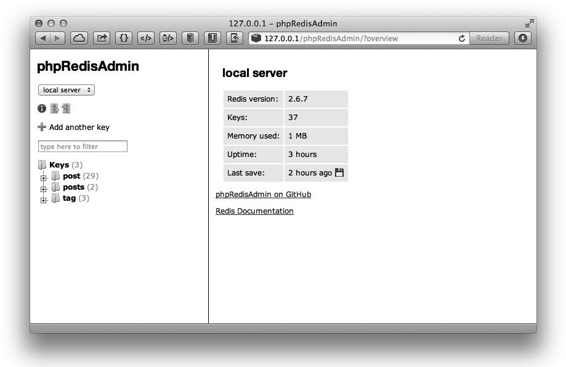 127.0.0.1 – phpRedisAdmin
127.0.0.1/phpRedisAdmin/?overview
Reader
phpRedisAdmin
local server
Add another key
type here to filter
Keys (3)
post (29)
posts (2)
tag (3)
local server
Redis version: 2.6.7
Keys: 37
Memory used: 1 MB
Uptime: 3 hours
Last save: 2 hours ago
phpRedisAdmin on GitHub
Redis Documentation